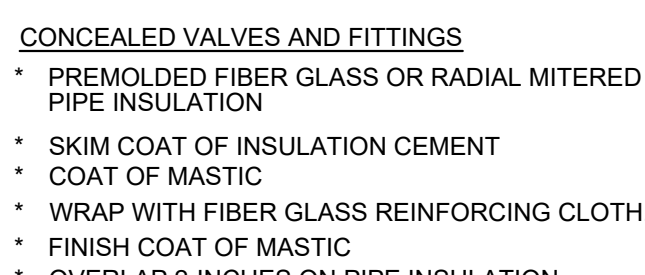 CONCEALED VALVES AND FITTINGS
* PREMOLDED FIBER GLASS OR RADIAL MITERED
PIPE INSULATION
* SKIM COAT OF INSULATION CEMENT
* COAT OF MASTIC
* WRAP WITH FIBER GLASS REINFORCING CLOTH
* FINISH COAT OF MASTIC
* OVERLAP 2 INCHES ON PIPE INSULATION